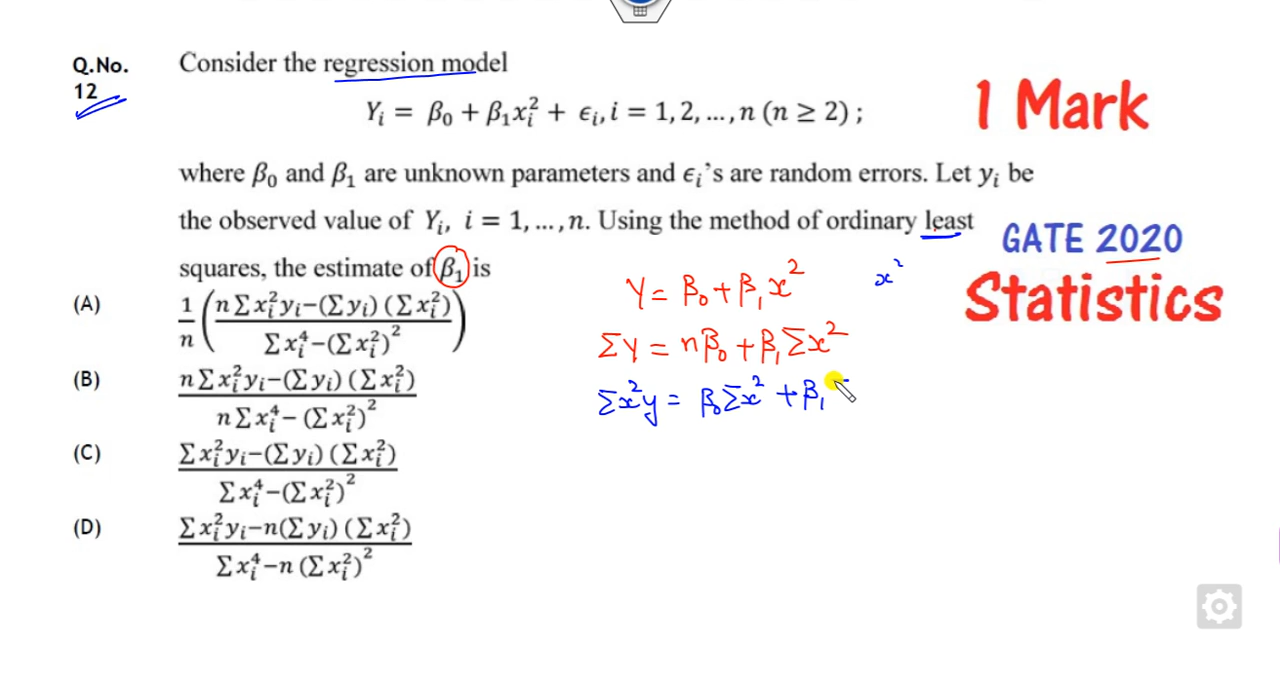 Q.No. 12 Consider the regression model
Yᵢ = β₀ + β₁xᵢ² + ϵᵢ, i = 1, 2, ..., n (n ≥ 2) ;
1 Mark
where β₀ and β₁ are unknown parameters and ϵᵢ's are random errors. Let yᵢ be
the observed value of Yᵢ, i = 1, ..., n. Using the method of ordinary least
squares, the estimate of β₁ is
GATE 2020
Statistics
(A) 1/n ( (n∑xᵢ²yᵢ−(∑yᵢ)(∑xᵢ²)) / (∑xᵢ⁴−(∑xᵢ²)²) )
(B) (n∑xᵢ²yᵢ−(∑yᵢ)(∑xᵢ²)) / (n∑xᵢ⁴−(∑xᵢ²)²)
(C) (∑xᵢ²yᵢ−(∑yᵢ)(∑xᵢ²)) / (∑xᵢ⁴−(∑xᵢ²)²)
(D) (∑xᵢ²yᵢ−n(∑yᵢ)(∑xᵢ²)) / (∑xᵢ⁴−n(∑xᵢ²)²)
Y = β₀ + β₁x²
x²
∑Y = nβ₀ + β₁∑x²
∑x²y = β₀∑x² + β₁